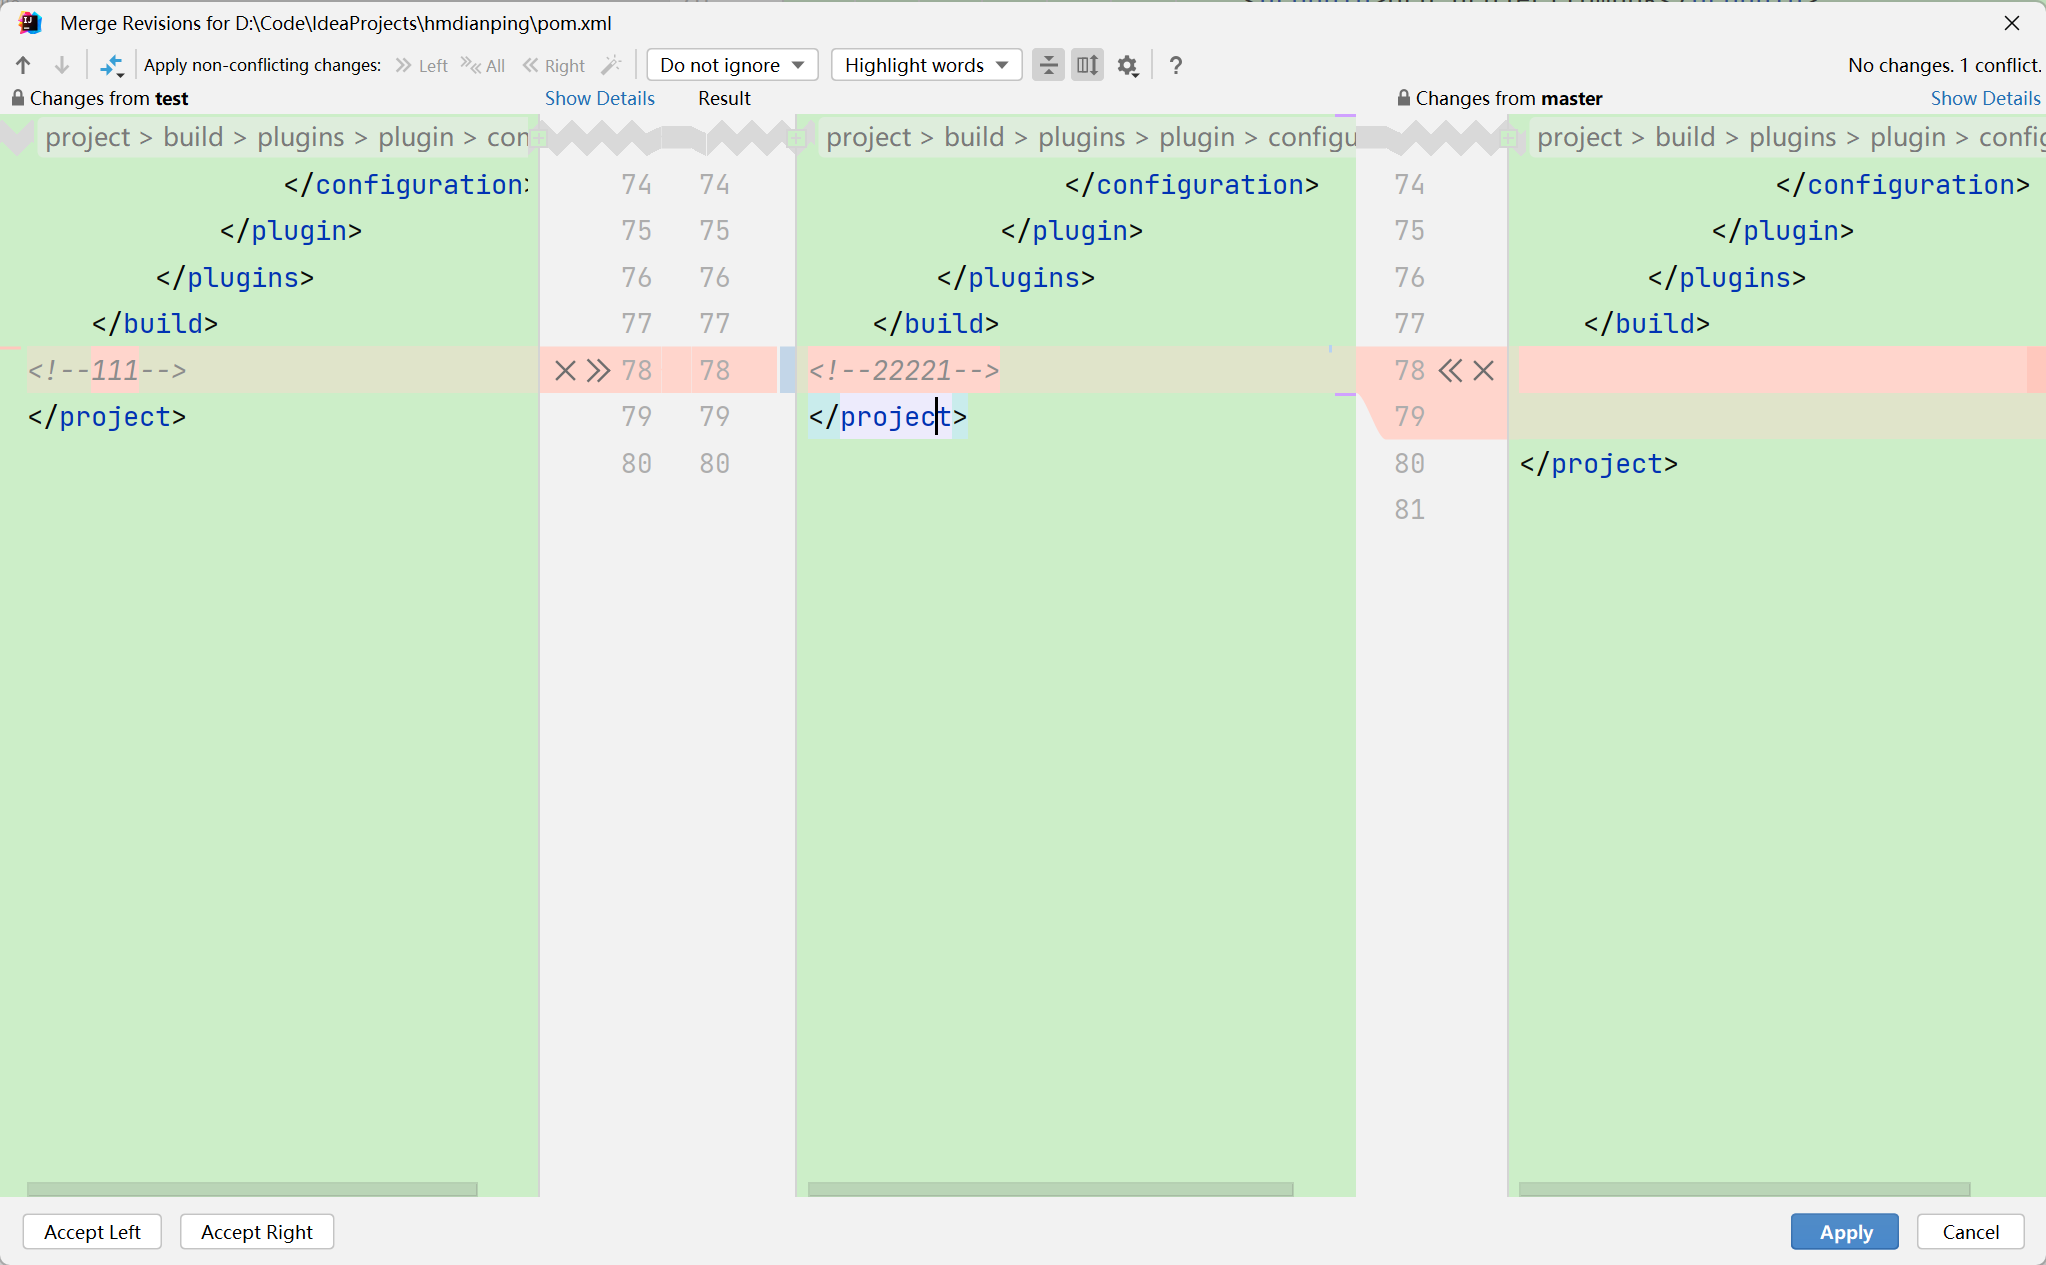 Merge Revisions for D:\Code\IdeaProjects\hmdianping\pom.xml
Apply non-conflicting changes: Left All Right Do not ignore Highlight words ? No changes. 1 conflict.
Changes from test Show Details Result Changes from master Show Details
project > build > plugins > plugin > con
</configuration>
</plugin>
</plugins>
</build>
<!--111-->
</project>
74 74
75 75
76 76
77 77
78 78
79 79
80 80
project > build > plugins > plugin > configu
</configuration>
</plugin>
</plugins>
</build>
<!--22221-->
</project>
74
75
76
77
78
79
80
81
project > build > plugins > plugin > config
</configuration>
</plugin>
</plugins>
</build>
</project>
Accept Left Accept Right Apply Cancel